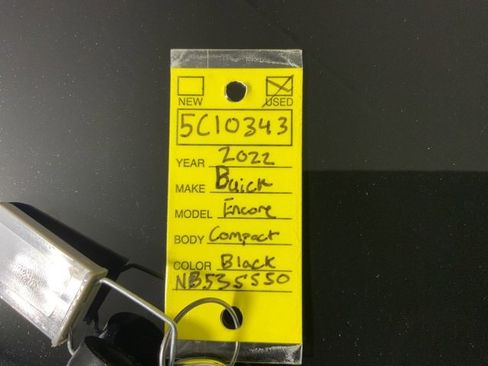 NEW USED
5C10343
YEAR 2022
MAKE Buick
MODEL Encore
BODY Compact
COLOR Black
NB535550